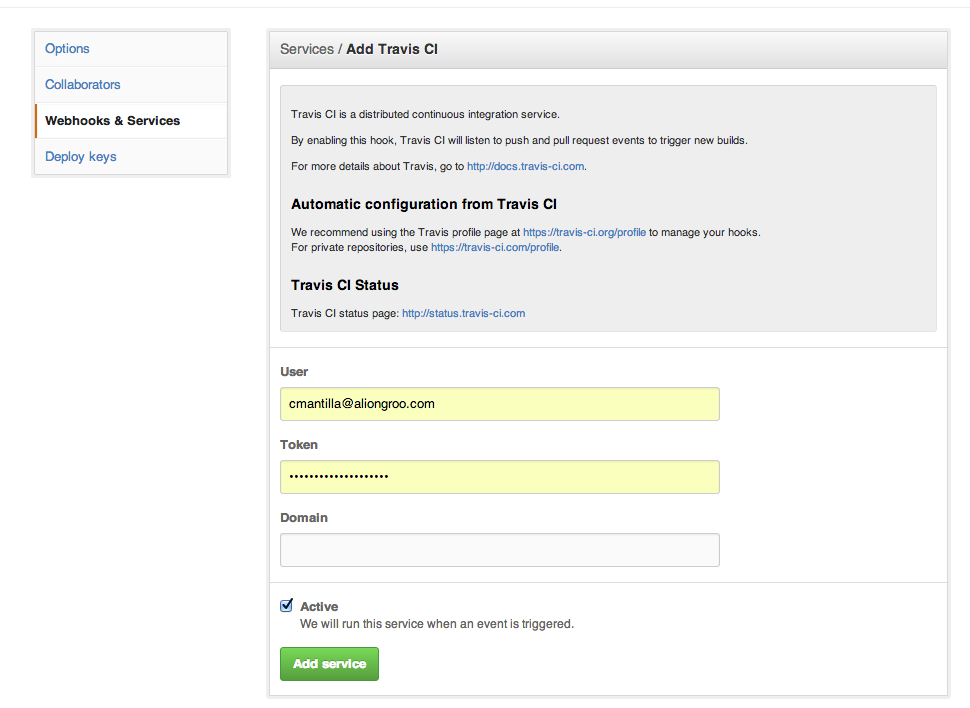 Options
Collaborators
Webhooks & Services
Deploy keys
Services / Add Travis CI
Travis CI is a distributed continuous integration service.
By enabling this hook, Travis CI will listen to push and pull request events to trigger new builds.
For more details about Travis, go to http://docs.travis-ci.com.
Automatic configuration from Travis CI
We recommend using the Travis profile page at https://travis-ci.org/profile to manage your hooks.
For private repositories, use https://travis-ci.com/profile.
Travis CI Status
Travis CI status page: http://status.travis-ci.com
User
cmantilla@aliongroo.com
Token
••••••••••••••••••••
Domain
Active
We will run this service when an event is triggered.
Add service